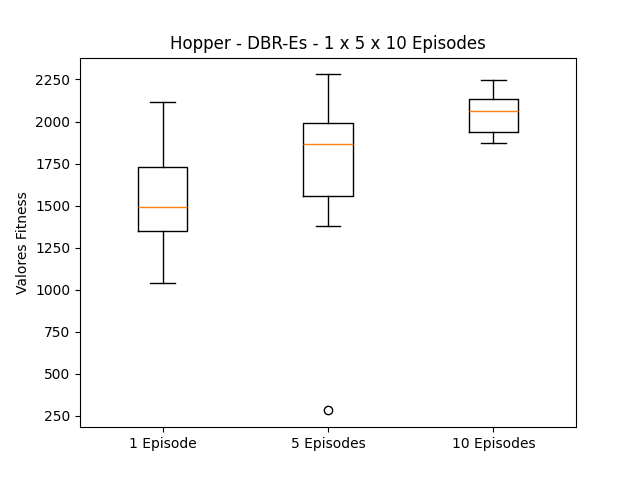 Hopper - DBR-Es - 1 x 5 x 10 Episodes
Valores Fitness
2250
2000
1750
1500
1250
1000
750
500
250
1 Episode
5 Episodes
10 Episodes